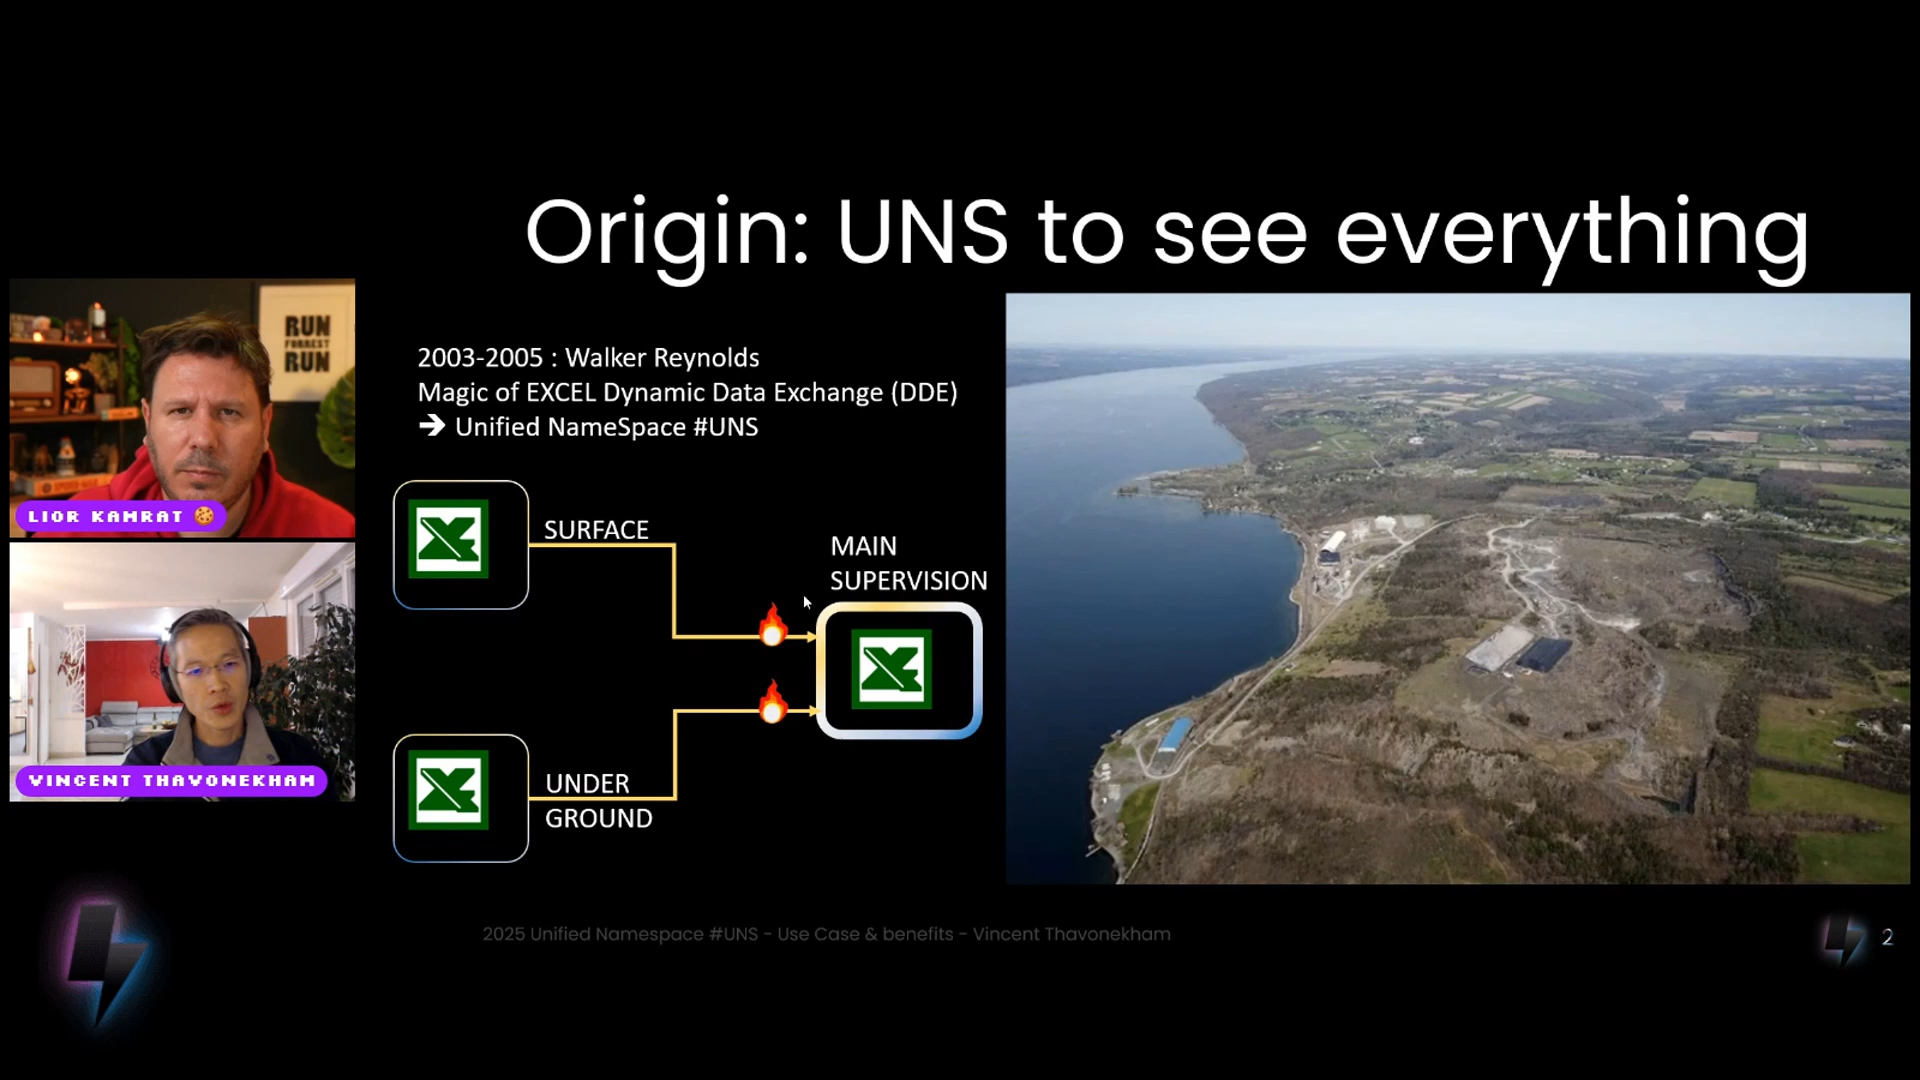 Origin: UNS to see everything
RUN
FORREST
RUN
LIOR KAMRAT
VINCENT THAVONEKHAM
2003-2005 : Walker Reynolds
Magic of EXCEL Dynamic Data Exchange (DDE)
➔ Unified NameSpace #UNS
SURFACE
MAIN
SUPERVISION
UNDER
GROUND
2025 Unified Namespace #UNS - Use Case & benefits - Vincent Thavonekham
2